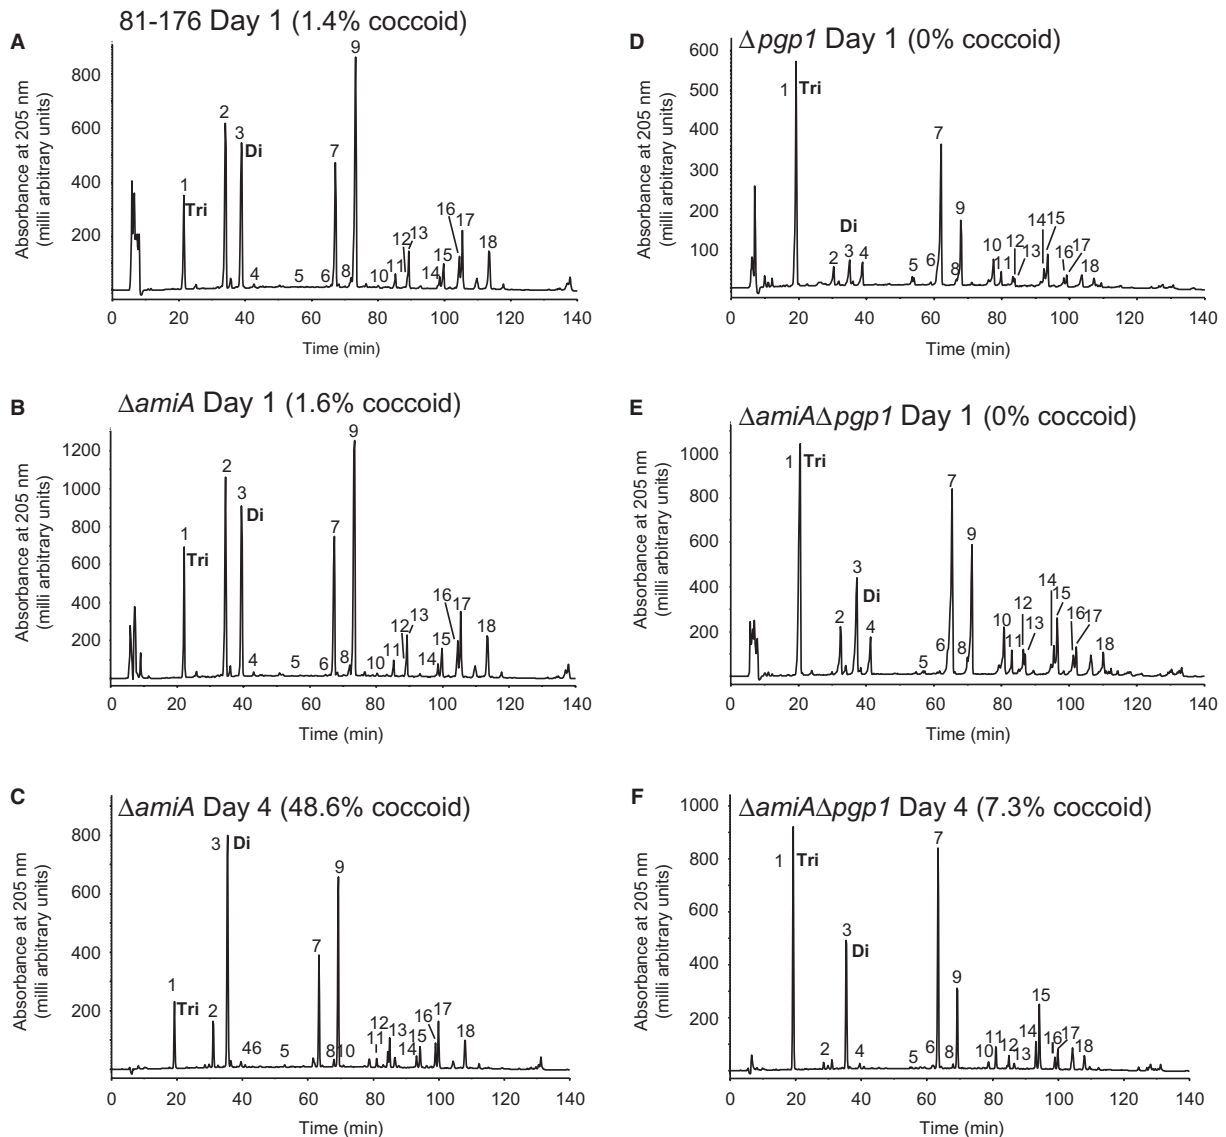 A
81-176 Day 1 (1.4% coccoid)
Absorbance at 205 nm
(milli arbitrary units)
800
600
400
200
0 20 40 60 80 100 120 140
Time (min)
1
Tri
2
3
Di
4
5
6
7
8
9
10
11
12
13
14
15
16
17
18
B
ΔamiA Day 1 (1.6% coccoid)
Absorbance at 205 nm
(milli arbitrary units)
1200
1000
800
600
400
200
0 20 40 60 80 100 120 140
Time (min)
1
Tri
2
3
Di
4
5
6
7
8
9
10
11
12
13
14
15
16
17
18
C
ΔamiA Day 4 (48.6% coccoid)
Absorbance at 205 nm
(milli arbitrary units)
800
600
400
200
0 20 40 60 80 100 120 140
Time (min)
1
Tri
2
3 Di
46
5
7
8
9
10
11
12
13
14
15
16
17
18
D
Δpgp1 Day 1 (0% coccoid)
Absorbance at 205 nm
(milli arbitrary units)
600
500
400
300
200
100
0 20 40 60 80 100 120 140
Time (min)
1 Tri
Di
2
3
4
5
6
7
8
9
10
11
12
13
14
15
16
17
18
E
ΔamiAΔpgp1 Day 1 (0% coccoid)
Absorbance at 205 nm
(milli arbitrary units)
1000
800
600
400
200
0 20 40 60 80 100 120 140
Time (min)
1 Tri
2
3
Di
4
5
6
7
8
9
10
11
12
13
14
15
16
17
18
F
ΔamiAΔpgp1 Day 4 (7.3% coccoid)
Absorbance at 205 nm
(milli arbitrary units)
1000
800
600
400
200
0 20 40 60 80 100 120 140
Time (min)
1 Tri
2
3
Di
4
5
6
7
8
9
10
11
12
13
14
15
16
17
18